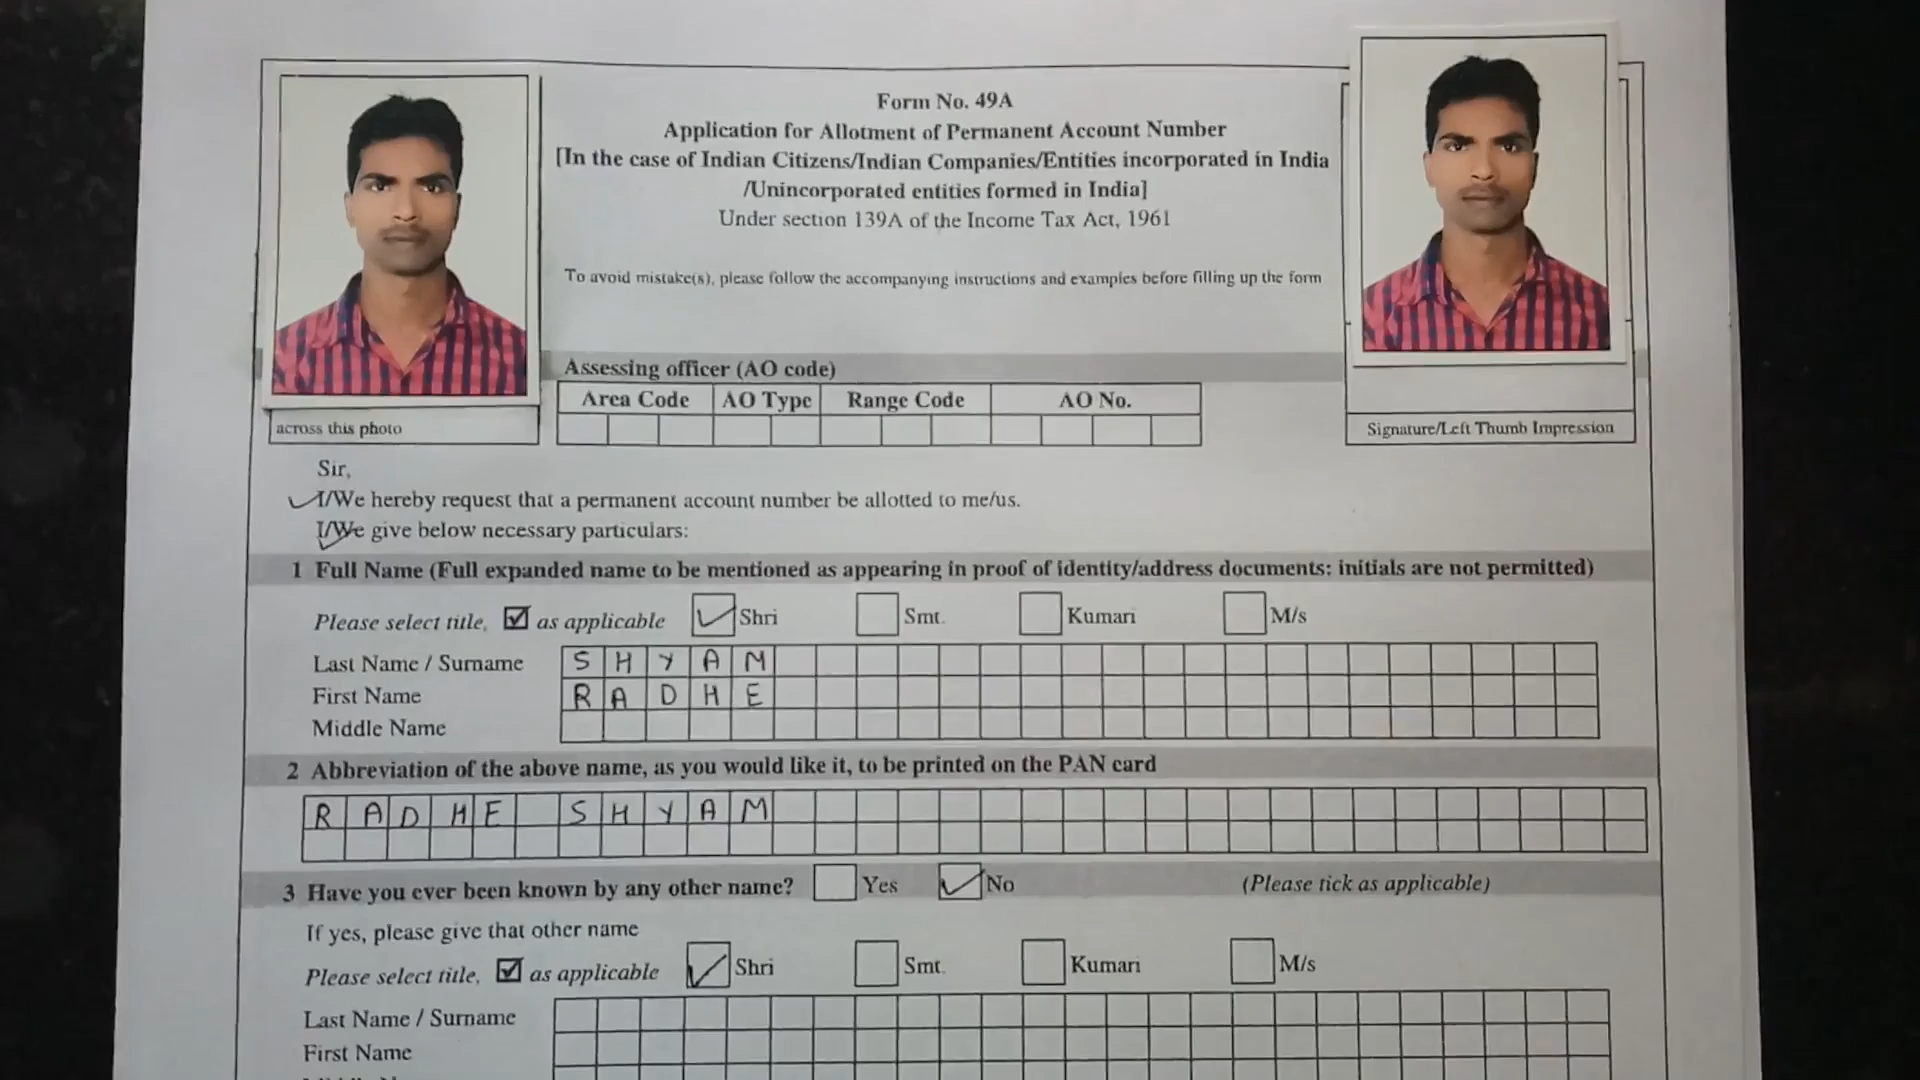 Form No. 49A
Application for Allotment of Permanent Account Number
[In the case of Indian Citizens/Indian Companies/Entities incorporated in India
/Unincorporated entities formed in India]
Under section 139A of the Income Tax Act, 1961
To avoid mistake(s), please follow the accompanying instructions and examples before filling up the form
Assessing officer (AO code)
Area Code AO Type Range Code AO No.
across this photo
Signature/Left Thumb Impression
Sir,
I/We hereby request that a permanent account number be allotted to me/us.
I/We give below necessary particulars:
1 Full Name (Full expanded name to be mentioned as appearing in proof of identity/address documents: initials are not permitted)
Please select title, ☑ as applicable ✓ Shri Smt. Kumari M/s
Last Name / Surname SHYAM
First Name RADHE
Middle Name
2 Abbreviation of the above name, as you would like it, to be printed on the PAN card
RADHE SHYAM
3 Have you ever been known by any other name? Yes ✓ No (Please tick as applicable)
If yes, please give that other name
Please select title, ☑ as applicable ✓ Shri Smt. Kumari M/s
Last Name / Surname
First Name